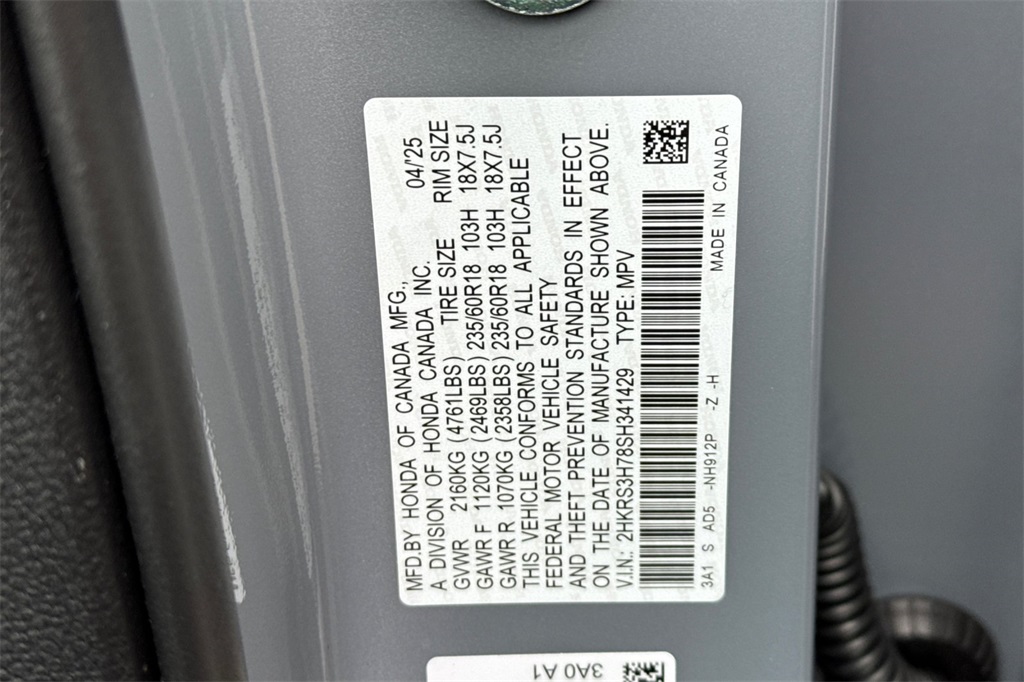 MFD.BY HONDA OF CANADA MFG., 04/25
A DIVISION OF HONDA CANADA INC.
GVWR 2160KG (4761LBS) TIRE SIZE RIM SIZE
GAWR F 1120KG (2469LBS) 235/60R18 103H 18X7.5J
GAWR R 1070KG (2358LBS) 235/60R18 103H 18X7.5J
THIS VEHICLE CONFORMS TO ALL APPLICABLE
FEDERAL MOTOR VEHICLE SAFETY
AND THEFT PREVENTION STANDARDS IN EFFECT
ON THE DATE OF MANUFACTURE SHOWN ABOVE.
V.I.N.: 2HKRS3H78SH341429 TYPE: MPV
3A1 S AD5 -NH912P -Z -H MADE IN CANADA
3A0 A1